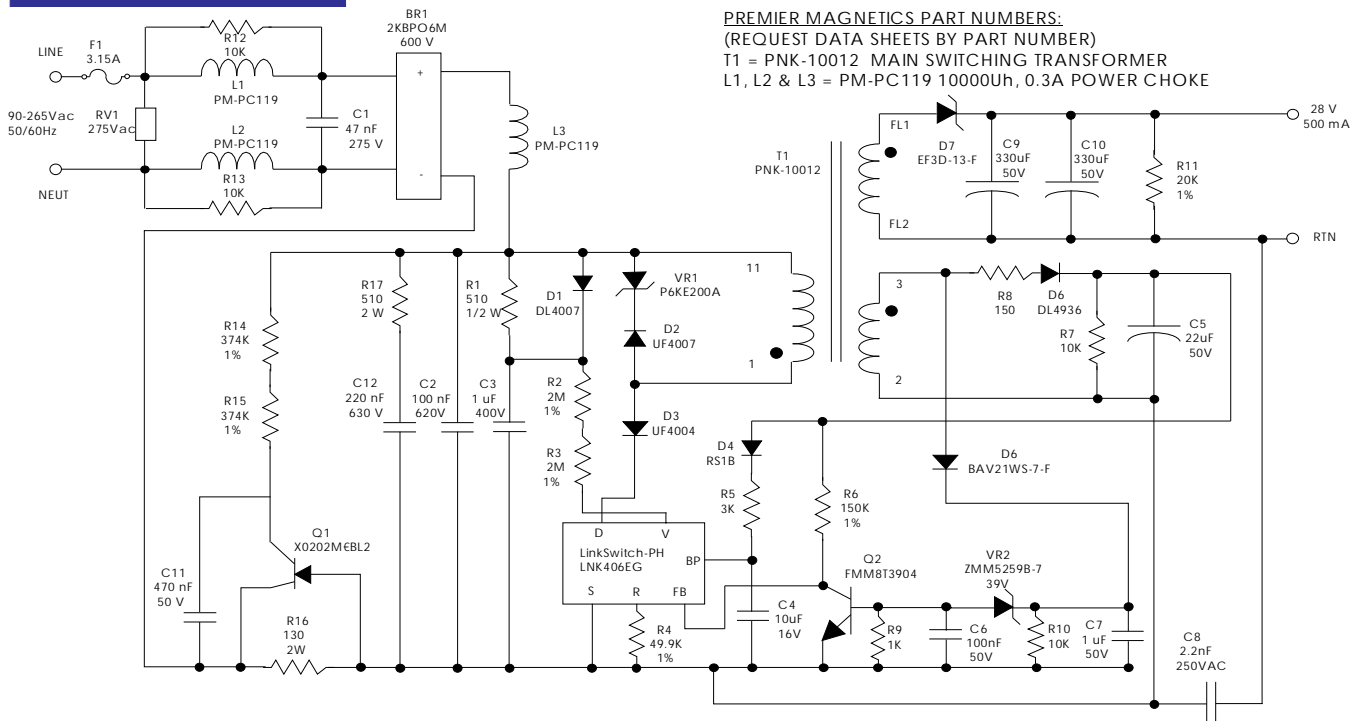 PREMIER MAGNETICS PART NUMBERS:
(REQUEST DATA SHEETS BY PART NUMBER)
T1 = PNK-10012 MAIN SWITCHING TRANSFORMER
L1, L2 & L3 = PM-PC119 10000Uh, 0.3A POWER CHOKE
BR1
2KBPO6M
600 V
+
-
LINE
F1
3.15A
R12
10K
L1
PM-PC119
90-265Vac
50/60Hz
RV1
275Vac
L2
PM-PC119
R13
10K
NEUT
C1
47 nF
275 V
L3
PM-PC119
T1
PNK-10012
FL1
FL2
D7
EF3D-13-F
C9
330uF
50V
C10
330uF
50V
R11
20K
1%
28 V
500 mA
RTN
R14
374K
1%
R15
374K
1%
R17
510
2 W
R1
510
1/2 W
D1
DL4007
VR1
P6KE200A
D2
UF4007
D3
UF4004
11
1
3
2
R8
150
D6
DL4936
R7
10K
C5
22uF
50V
C12
220 nF
630 V
C2
100 nF
620V
C3
1 uF
400V
R2
2M
1%
R3
2M
1%
D4
RS1B
R5
3K
R6
150K
1%
D6
BAV21WS-7-F
Q1
X0202M€BL2
C11
470 nF
50 V
R16
130
2W
D
V
LinkSwitch-PH
LNK406EG
BP
S
R
FB
R4
49.9K
1%
C4
10uF
16V
Q2
FMM8T3904
R9
1K
C6
100nF
50V
VR2
ZMM5259B-7
39V
R10
10K
C7
1 uF
50V
C8
2.2nF
250VAC